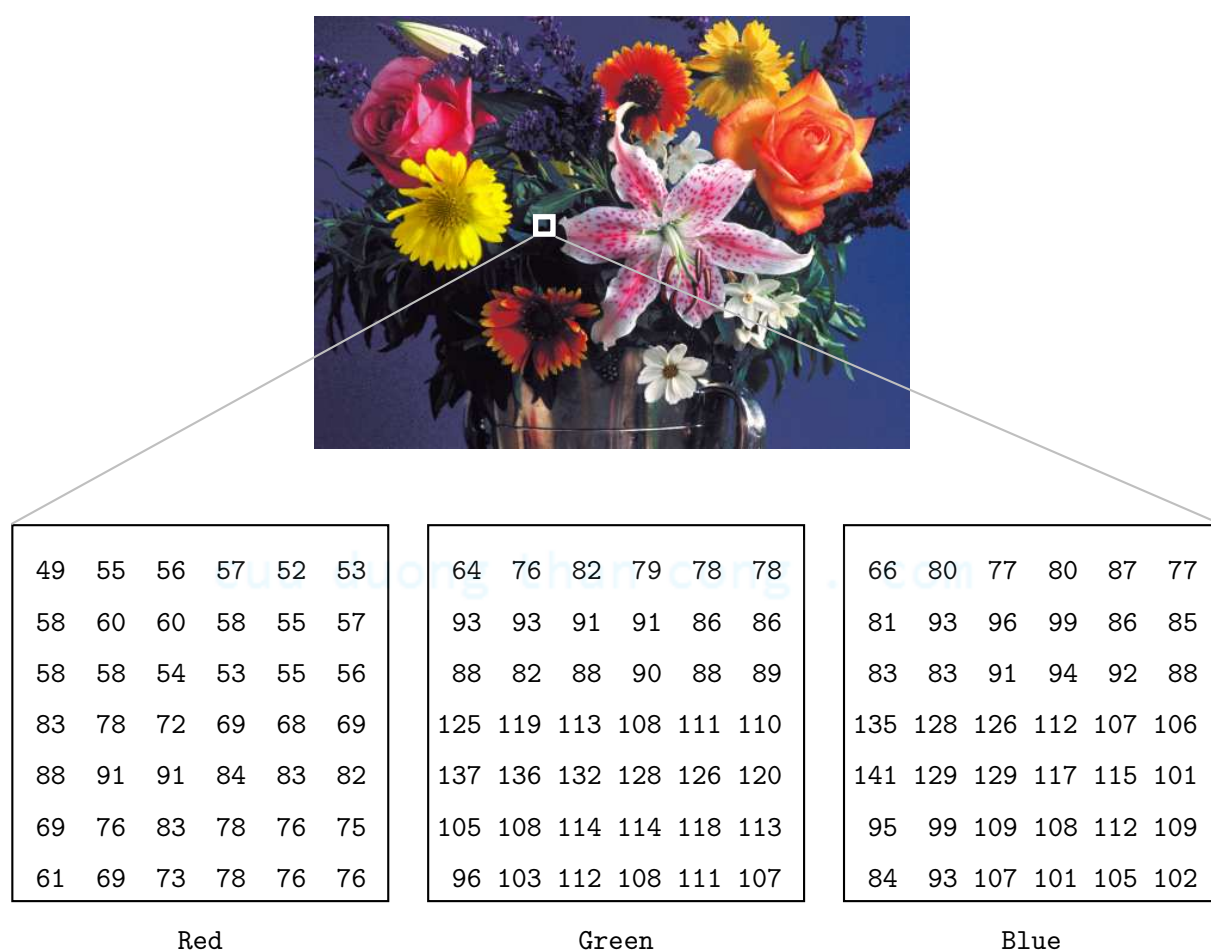 49 55 56 57 52 53
58 60 60 58 55 57
58 58 54 53 55 56
83 78 72 69 68 69
88 91 91 84 83 82
69 76 83 78 76 75
61 69 73 78 76 76
Red
64 76 82 79 78 78
93 93 91 91 86 86
88 82 88 90 88 89
125 119 113 108 111 110
137 136 132 128 126 120
105 108 114 114 118 113
96 103 112 108 111 107
Green
66 80 77 80 87 77
81 93 96 99 86 85
83 83 91 94 92 88
135 128 126 112 107 106
141 129 129 117 115 101
95 99 109 108 112 109
84 93 107 101 105 102
Blue
cuu duong than cong . com